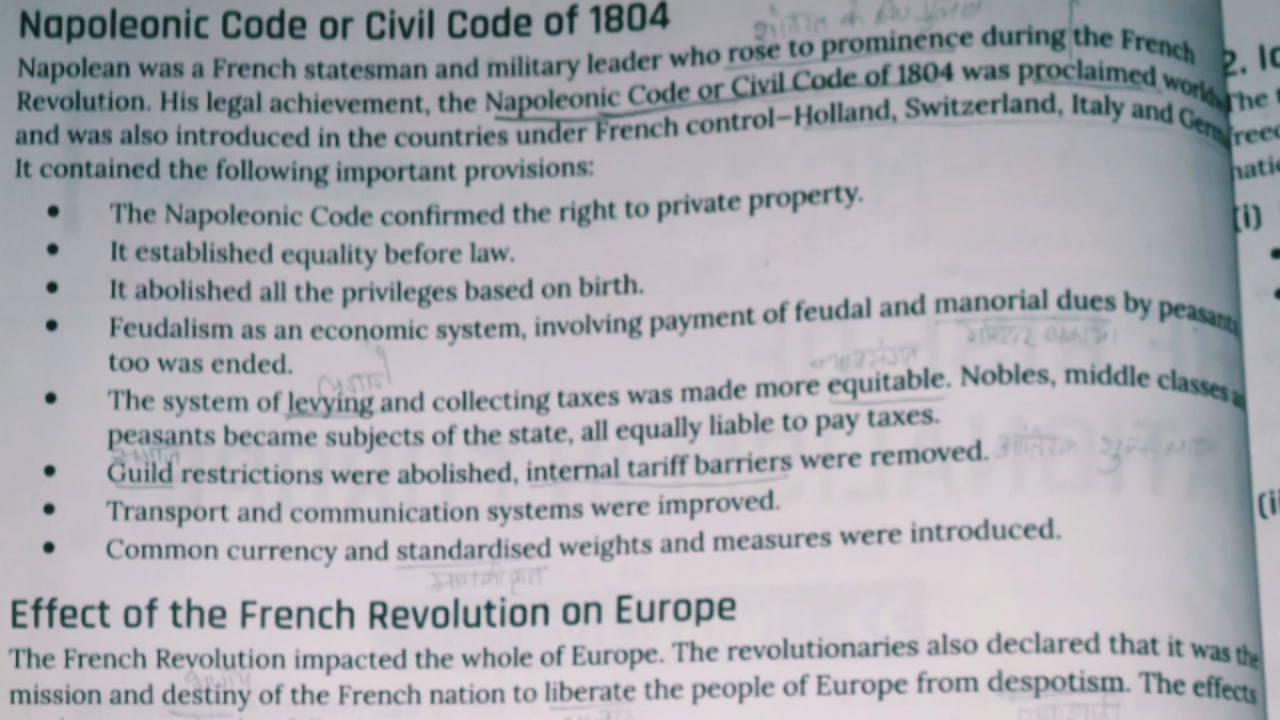 Napoleonic Code or Civil Code of 1804
Napolean was a French statesman and military leader who rose to prominence during the French
Revolution. His legal achievement, the Napoleonic Code or Civil Code of 1804 was proclaimed
and was also introduced in the countries under French control—Holland, Switzerland, Italy and
It contained the following important provisions:
• The Napoleonic Code confirmed the right to private property.
• It established equality before law.
• It abolished all the privileges based on birth.
• Feudalism as an economic system, involving payment of feudal and manorial dues by peasants
too was ended.
• The system of levying and collecting taxes was made more equitable. Nobles, middle classes
peasants became subjects of the state, all equally liable to pay taxes.
• Guild restrictions were abolished, internal tariff barriers were removed.
• Transport and communication systems were improved.
• Common currency and standardised weights and measures were introduced.
मानकीकृत
Effect of the French Revolution on Europe
The French Revolution impacted the whole of Europe. The revolutionaries also declared that it was the
mission and destiny of the French nation to liberate the people of Europe from despotism. The effects
2.
(i)